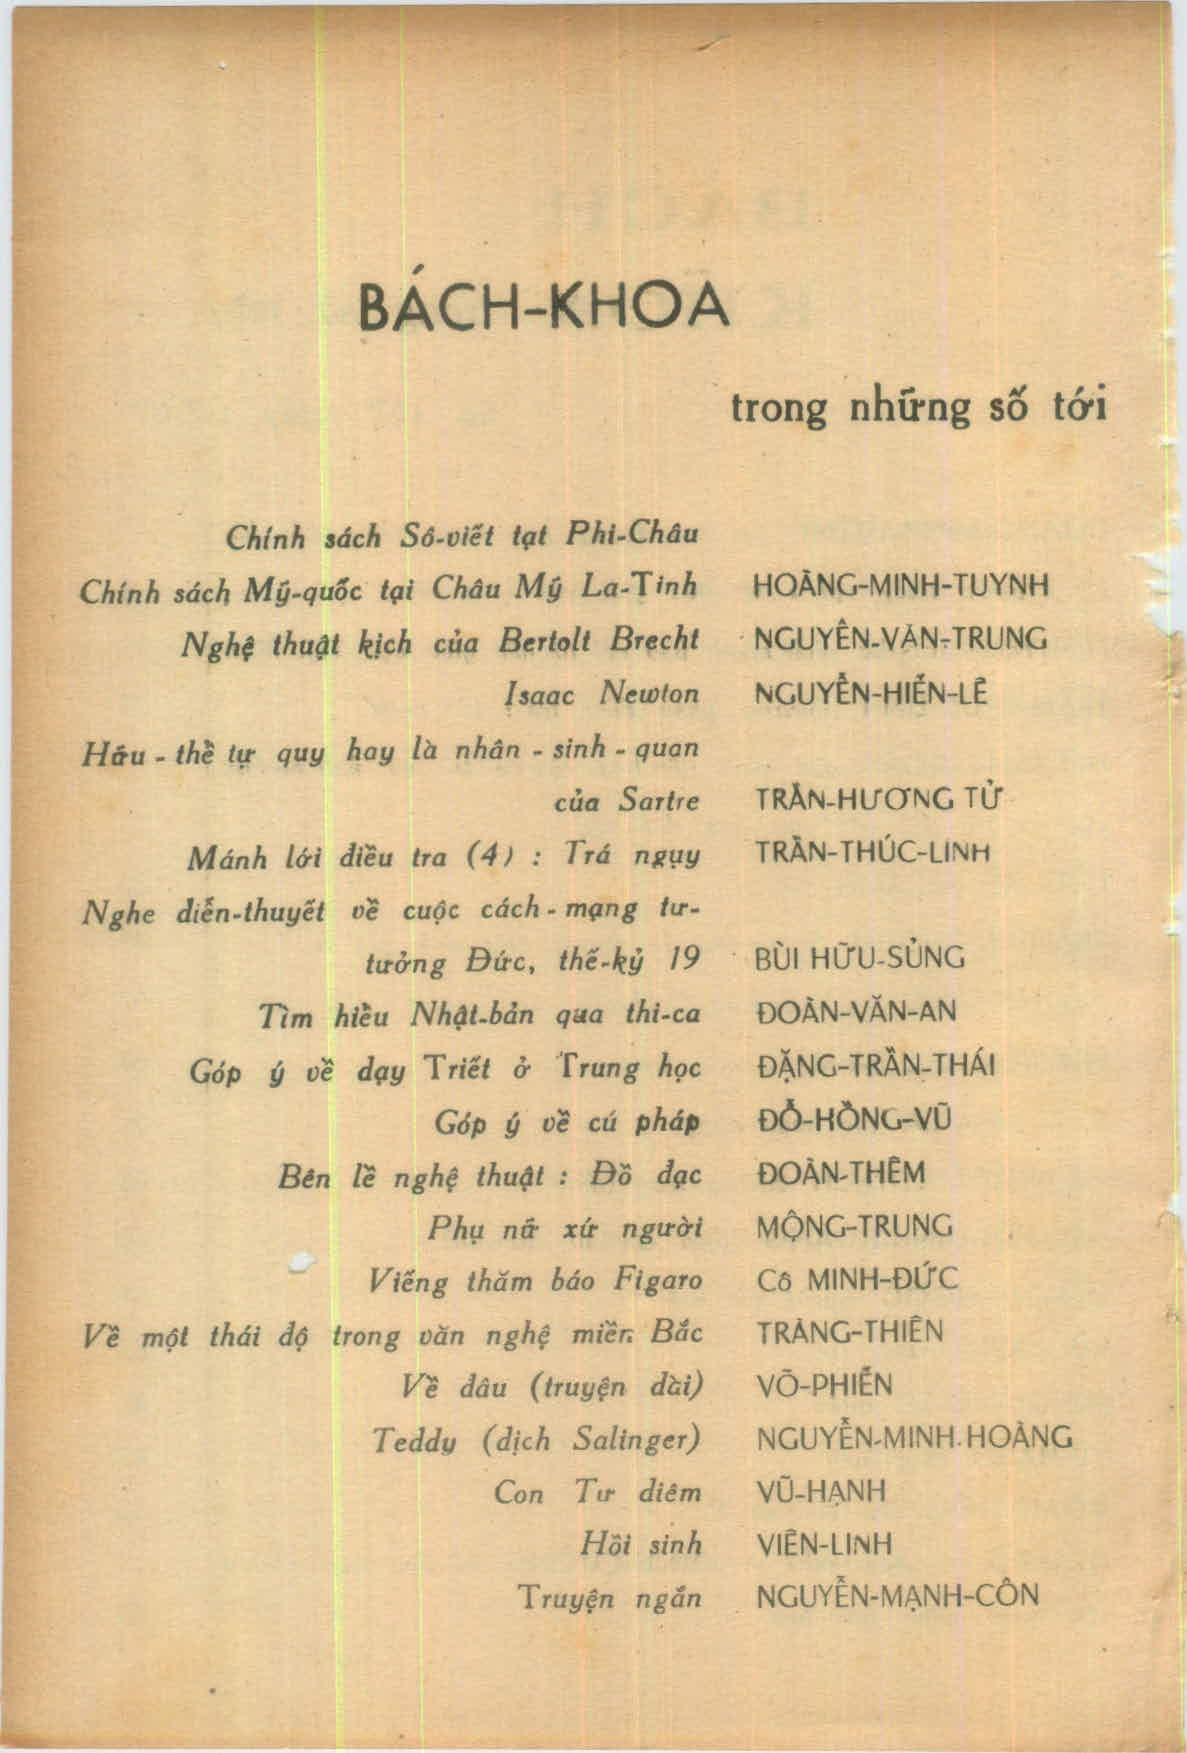 BÁCH-KHOA
trong những số tới
Chính sách Sô-viết tạt Phi-Châu
Chính sách Mỹ-quốc tại Châu Mỹ La-Tinh HOÀNG-MINH-TUYNH
Nghệ thuật kịch của Bertolt Brecht NGUYỄN-VĂN-TRUNG
Isaac Newton NGUYỄN-HIẾN-LÊ
Hữu - thể tự quy hay là nhân - sinh - quan
của Sartre TRẦN-HƯƠNG TỬ
Mánh lới điều tra (4) : Trá ngụy TRẦN-THÚC-LINH
Nghe diễn-thuyết về cuộc cách - mạng tư-
tưởng Đức, thế-kỷ 19 BÙI HỮU-SỦNG
Tìm hiểu Nhật-bản qua thi-ca ĐOÀN-VĂN-AN
Góp ý về dạy Triết ở Trung học ĐẶNG-TRẦN-THÁI
Góp ý về cú pháp ĐỖ-HỒNG-VŨ
Bên lề nghệ thuật : Đồ đạc ĐOÀN-THÊM
Phụ nữ xứ người MỘNG-TRUNG
Viếng thăm báo Figaro Cô MINH-ĐỨC
Về một thái độ trong văn nghệ miền Bắc TRÀNG-THIÊN
Về đâu (truyện dài) VÕ-PHIẾN
Teddy (dịch Salinger) NGUYỄN-MINH-HOÀNG
Con Tư diêm VŨ-HẠNH
Hồi sinh VIÊN-LINH
Truyện ngắn NGUYỄN-MẠNH-CÔN